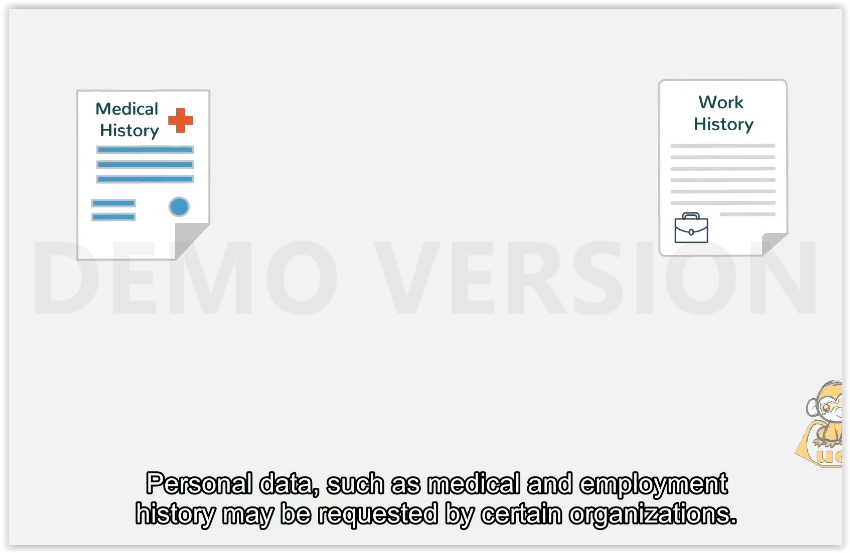 Medical
History
Work
History
DEMO VERSION
Personal data, such as medical and employment
history may be requested by certain organizations.